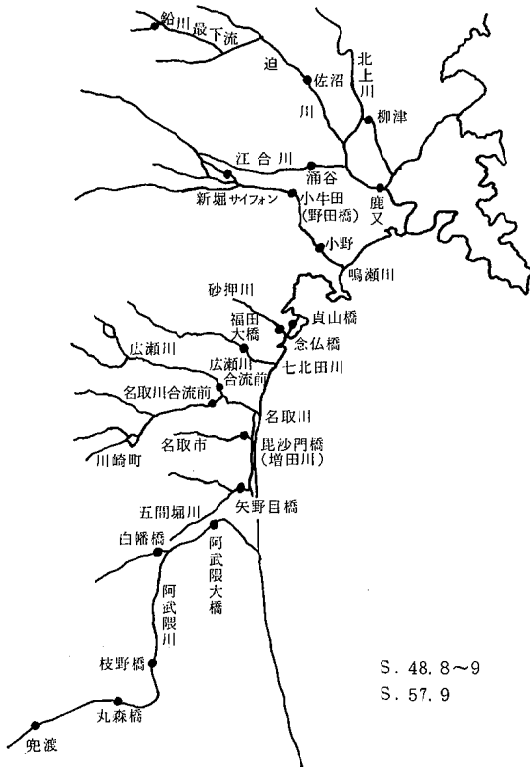 鉛川最下流
迫川
佐沼
北上川
柳津
江合川
涌谷
新堀サイフォン
小牛田
(野田橋)
鹿又
小野
鳴瀬川
砂押川
貞山橋
福田
大橋
念仏橋
広瀬川
七北田川
広瀬川
合流前
名取川合流前
名取川
名取市
毘沙門橋
(増田川)
川崎町
五間堀川
矢野目橋
白幡橋
阿武隈大橋
阿武隈川
枝野橋
丸森橋
兜渡
S. 48. 8~9
S. 57. 9